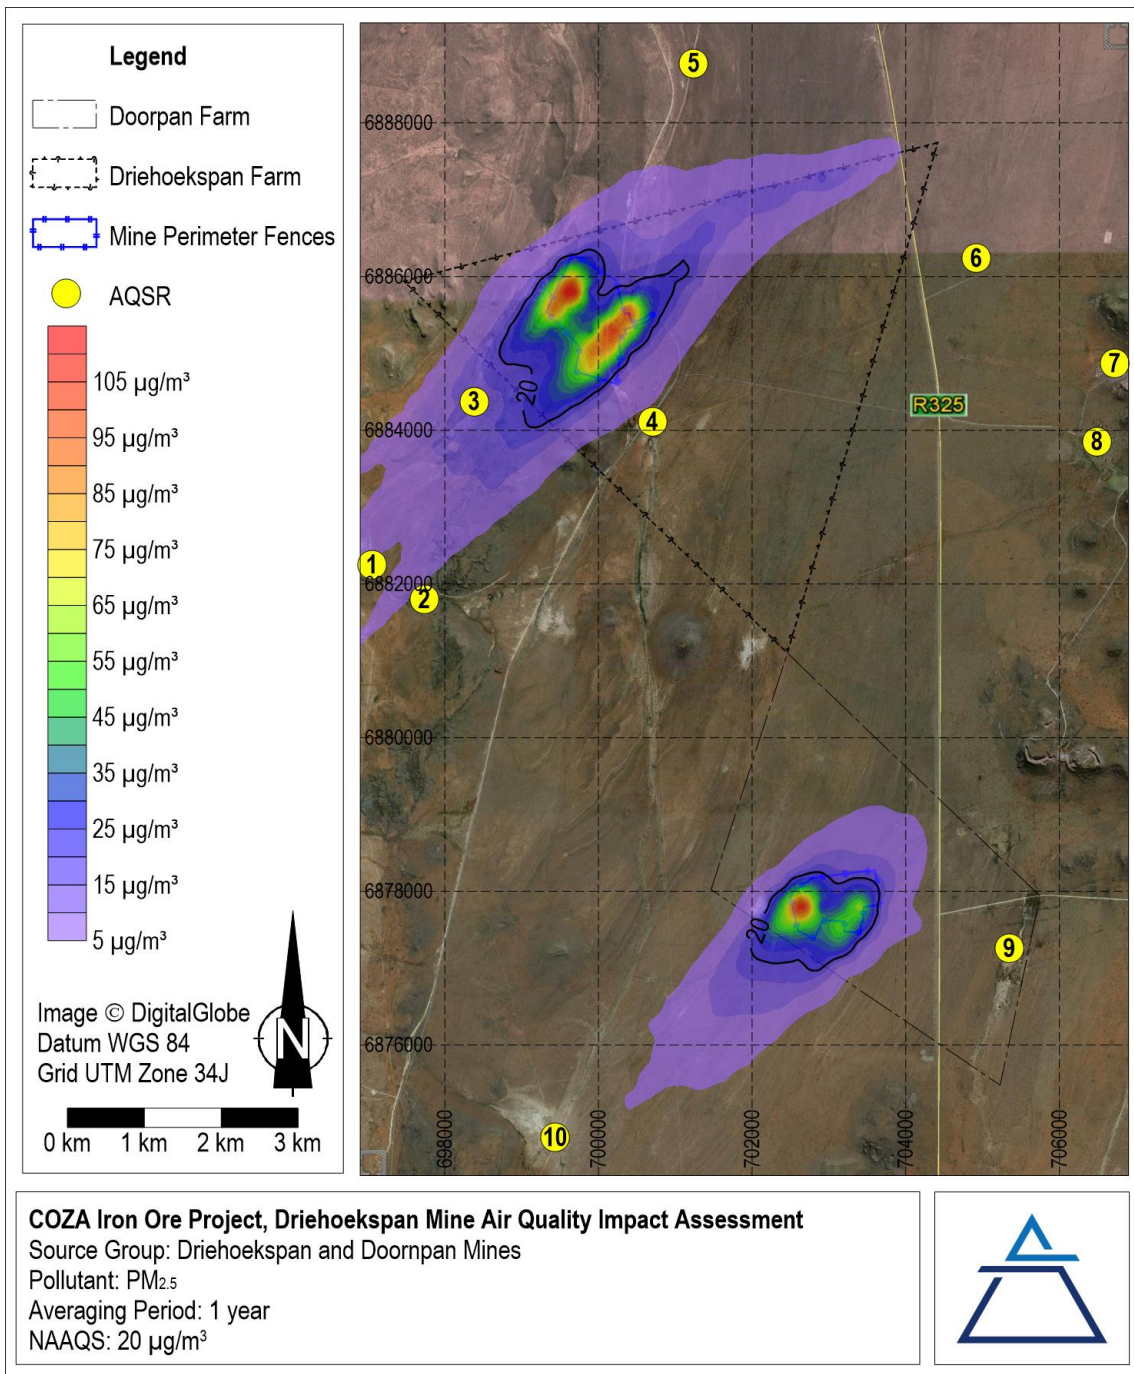 Legend
Doorpan Farm
Driehoekspan Farm
Mine Perimeter Fences
AQSR
105 µg/m³
95 µg/m³
85 µg/m³
75 µg/m³
65 µg/m³
55 µg/m³
45 µg/m³
35 µg/m³
25 µg/m³
15 µg/m³
5 µg/m³
Image © DigitalGlobe
Datum WGS 84
Grid UTM Zone 34J
N
0 km 1 km 2 km 3 km
5
6888000
6
6886000
7
3
20
R325
4
6884000
8
1
6882000
2
6880000
6878000
20
9
6876000
10
698000
700000
702000
704000
706000
COZA Iron Ore Project, Driehoekspan Mine Air Quality Impact Assessment
Source Group: Driehoekspan and Doornpan Mines
Pollutant: PM2.5
Averaging Period: 1 year
NAAQS: 20 µg/m³